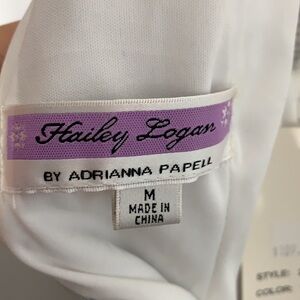 Hailey Logan
BY ADRIANNA PAPELL
M
MADE IN
CHINA
STYLE:
COLOR: